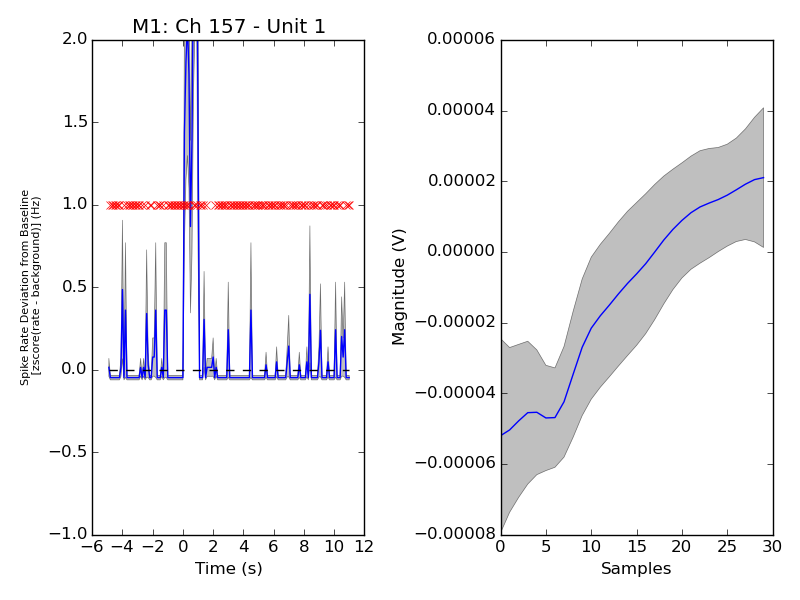 M1: Ch 157 - Unit 1
Spike Rate Deviation from Baseline
[zscore(rate - background)] (Hz)
2.0
1.5
1.0
0.5
0.0
−0.5
−1.0
−6 −4 −2 0 2 4 6 8 10 12
Time (s)
Magnitude (V)
0.00006
0.00004
0.00002
0.00000
−0.00002
−0.00004
−0.00006
−0.00008
0 5 10 15 20 25 30
Samples